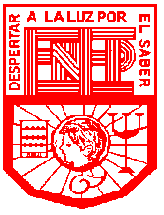 DESPERTAR
A LA LUZ POR
EL SABER
ENP